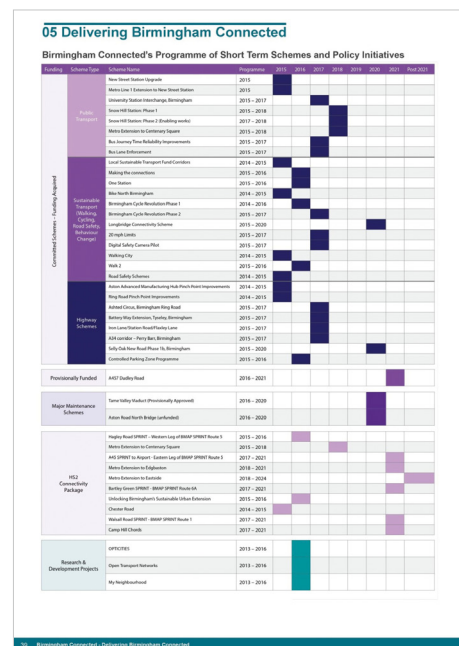 05 Delivering Birmingham Connected
Birmingham Connected's Programme of Short Term Schemes and Policy Initiatives
Funding Scheme Type Scheme Name Programme 2015 2016 2017 2018 2019 2020 2021 Post 2021
Committed Schemes – Funding Acquired
Public Transport
New Street Station Upgrade 2015
Metro Line 1 Extension to New Street Station 2015
University Station Interchange, Birmingham 2015 – 2017
Snow Hill Station: Phase 1 2015 – 2018
Snow Hill Station: Phase 2 (Enabling works) 2017 – 2018
Metro Extension to Centenary Square 2015 – 2018
Bus Journey Time Reliability Improvements 2015 – 2017
Bus Lane Enforcement 2015 – 2017
Sustainable
Transport
(Walking,
Cycling,
Road Safety,
Behaviour
Change)
Local Sustainable Transport Fund Corridors 2014 – 2015
Making the connections 2015 – 2016
One Station 2015 – 2016
Bike North Birmingham 2014 – 2015
Birmingham Cycle Revolution Phase 1 2014 – 2016
Birmingham Cycle Revolution Phase 2 2015 – 2017
Longbridge Connectivity Scheme 2015 – 2020
20 mph Limits 2015 – 2017
Digital Safety Camera Pilot 2015 – 2017
Walking City 2014 – 2015
Walk 2 2015 – 2016
Road Safety Schemes 2014 – 2015
Highway
Schemes
Aston Advanced Manufacturing Hub Pinch Point Improvements 2014 – 2015
Ring Road Pinch Point Improvements 2014 – 2015
Ashted Circus, Birmingham Ring Road 2015 – 2017
Battery Way Extension, Tyseley, Birmingham 2015 – 2017
Iron Lane/Station Road/Flaxley Lane 2015 – 2017
A34 corridor – Perry Barr, Birmingham 2015 – 2017
Selly Oak New Road Phase 1b, Birmingham 2015 – 2020
Controlled Parking Zone Programme 2015 – 2016
Provisionally Funded A457 Dudley Road 2016 – 2021
Major Maintenance
Schemes
Tame Valley Viaduct (Provisionally Approved) 2016 – 2020
Aston Road North Bridge (unfunded) 2016 – 2020
HS2
Connectivity
Package
Hagley Road SPRINT – Western Leg of BMAP SPRINT Route 5 2015 – 2016
Metro Extension to Centenary Square 2015 – 2018
A45 SPRINT to Airport - Eastern Leg of BMAP SPRINT Route 5 2017 – 2021
Metro Extension to Edgbaston 2018 – 2021
Metro Extension to Eastside 2018 – 2024
Bartley Green SPRINT - BMAP SPRINT Route 6A 2017 – 2021
Unlocking Birmingham's Sustainable Urban Extension 2015 – 2016
Chester Road 2014 – 2015
Walsall Road SPRINT - BMAP SPRINT Route 1 2017 – 2021
Camp Hill Chords 2017 – 2021
Research &
Development Projects
OPTICITIES 2013 – 2016
Open Transport Networks 2013 – 2016
My Neighbourhood 2013 – 2016
Birmingham Connected - Delivering Birmingham Connected